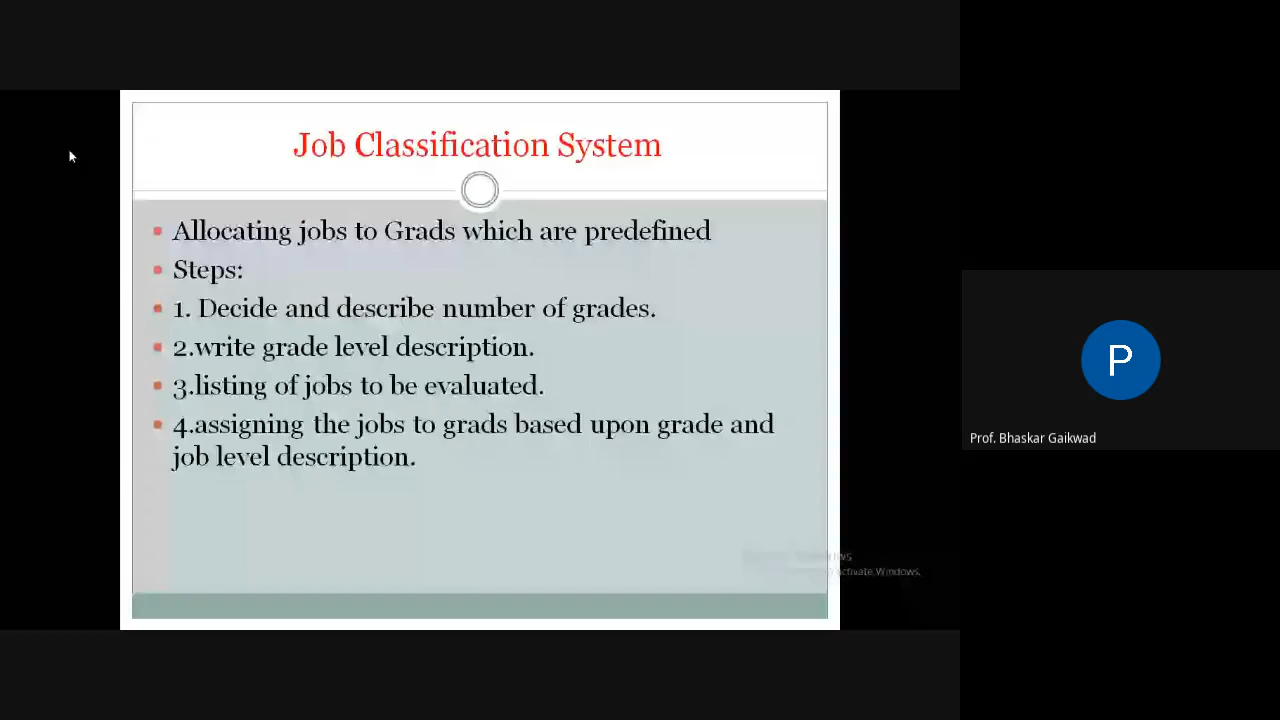 Job Classification System
Allocating jobs to Grads which are predefined
Steps:
1. Decide and describe number of grades.
2.write grade level description.
3.listing of jobs to be evaluated.
4.assigning the jobs to grads based upon grade and
job level description.
activate Windows.
P
Prof. Bhaskar Gaikwad